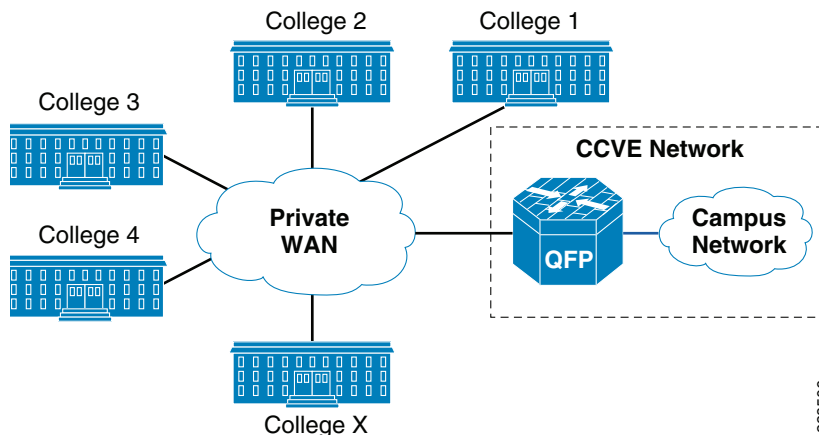 College 2
College 1
College 3
CCVE Network
Private
WAN
Campus
Network
QFP
College 4
College X